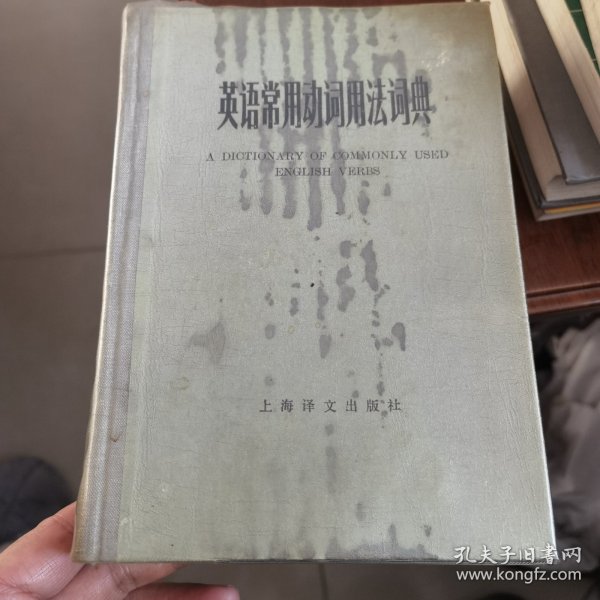 英语常用动词用法词典
A DICTIONARY OF COMMONLY USED
ENGLISH VERBS
上海译文出版社
孔夫子旧书网
www.kongfz.com